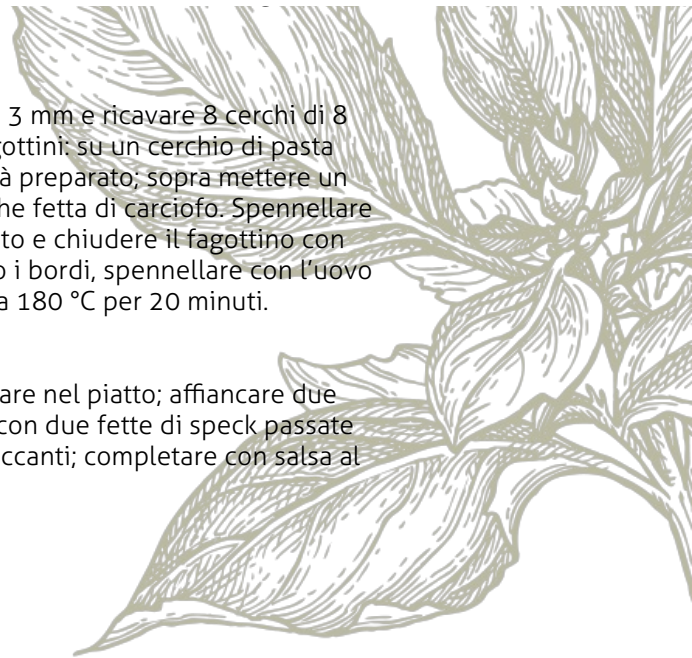 3 mm e ricavare 8 cerchi di 8
gottini: su un cerchio di pasta
à preparato; sopra mettere un
he fetta di carciofo. Spennellare
to e chiudere il fagottino con
o i bordi, spennellare con l'uovo
a 180 °C per 20 minuti.
are nel piatto; affiancare due
con due fette di speck passate
ccanti; completare con salsa al